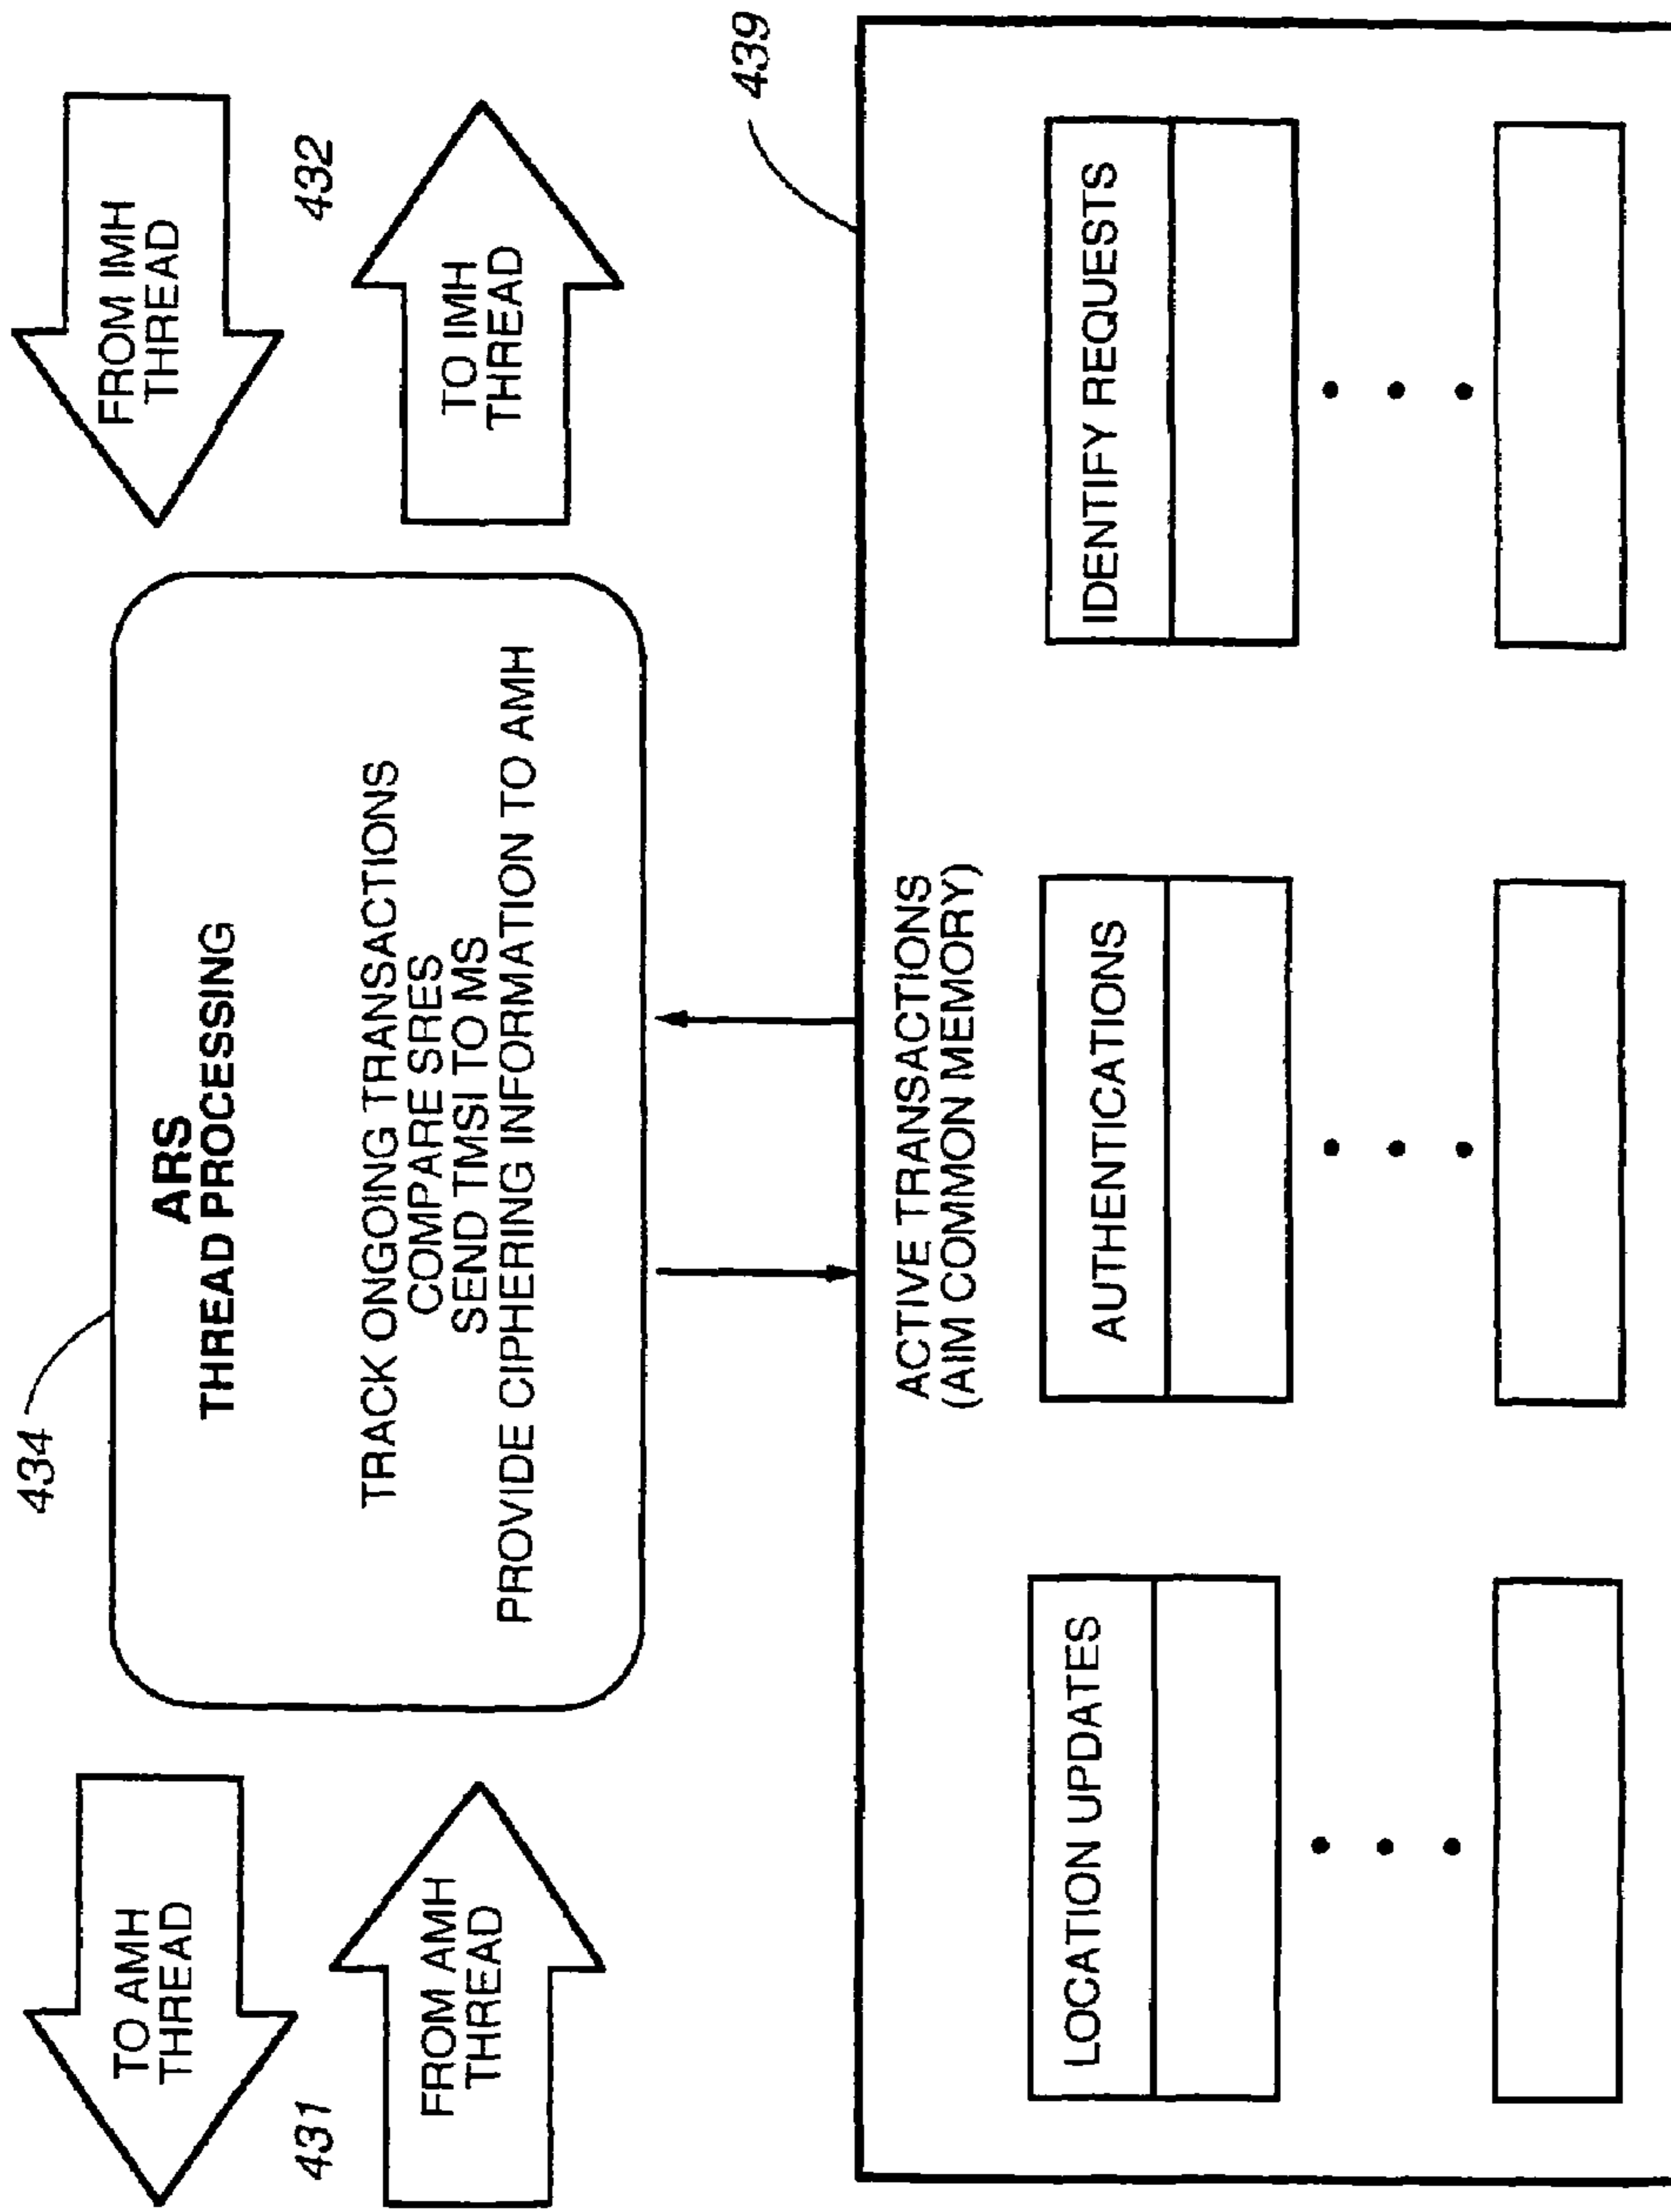 434
TO AMH
THREAD
431
FROM AMH
THREAD
ARS
THREAD PROCESSING
TRACK ONGOING TRANSACTIONS
COMPARE SRES
SEND TMSI TO MS
PROVIDE CIPHERING INFORMATION TO AMH
FROM IMH
THREAD
432
TO IMH
THREAD
439
ACTIVE TRANSACTIONS
(AIM COMMON MEMORY)
LOCATION UPDATES
AUTHENTICATIONS
IDENTIFY REQUESTS